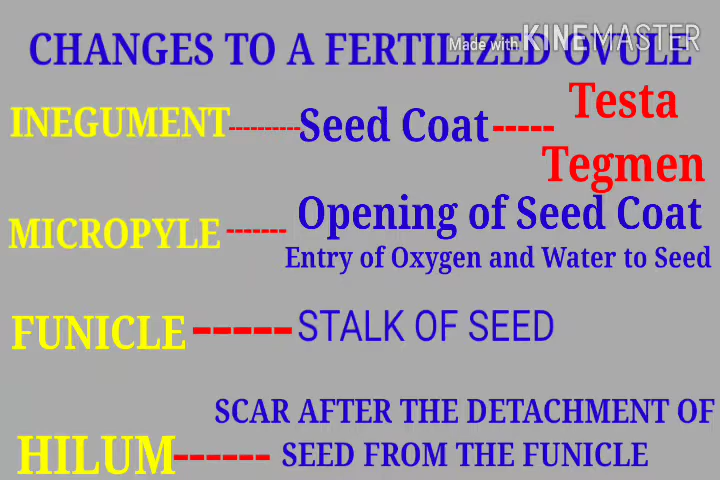 CHANGES TO A FERTILIZED OVULE
Made with KINEMASTER
INEGUMENT----------Seed Coat-----Testa
Tegmen
MICROPYLE-------Opening of Seed Coat
Entry of Oxygen and Water to Seed
FUNICLE-----STALK OF SEED
SCAR AFTER THE DETACHMENT OF
HILUM------SEED FROM THE FUNICLE